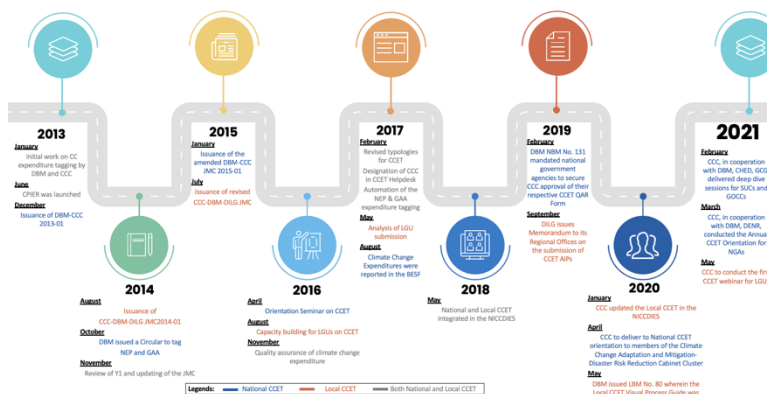 2013
January
Initial work on CC
expenditure tagging by
DBM and CCC
June
CPIER was launched
December
Issuance of DBM-CCC
2013-01
2014
August
Issuance of
CCC-DBM-DILG JMC2014-01
October
DBM issued a Circular to tag
NEP and GAA
November
Review of Y1 and updating of the JMC
2015
January
Issuance of the
amended DBM-CCC
JMC 2015-01
July
Issuance of revised
CCC-DBM-DILG JMC
2016
April
Orientation Seminar on CCET
August
Capacity building for LGUs on CCET
November
Quality assurance of climate change
expenditure
2017
February
Revised typologies
for CCET
Designation of CCC
in CCET Helpdesk
Automation of the
NEP & GAA
expenditure tagging
May
Analysis of LGU
submission
August
Climate Change
Expenditures were
reported in the BESF
2018
May
National and Local CCET
integrated in the NICCDIES
2019
February
DBM NBM No. 131
mandated national
government
agencies to secure
CCC approval of their
respective CCET QAR
Form
September
DILG issues
Memorandum to its
Regional Offices on
the submission of
CCET AIPs
2020
January
CCC updated the Local CCET in the
NICCDIES
April
CCC to deliver to National CCET
orientation to members of the Climate
Change Adaptation and Mitigation-
Disaster Risk Reduction Cabinet Cluster
May
DBM issued LBM No. 80 wherein the
Local CCET Visual Process Guide was
2021
February
CCC, in cooperation
with DBM, CHED, GCG
delivered deep dive
sessions for SUCs and
GOCCs
March
CCC, in cooperation
with DBM, DENR,
conducted the Annua
CCET Orientation for
NGAs
May
CCC to conduct the firs
CCET webinar for LGU
Legends: National CCET Local CCET Both National and Local CCET